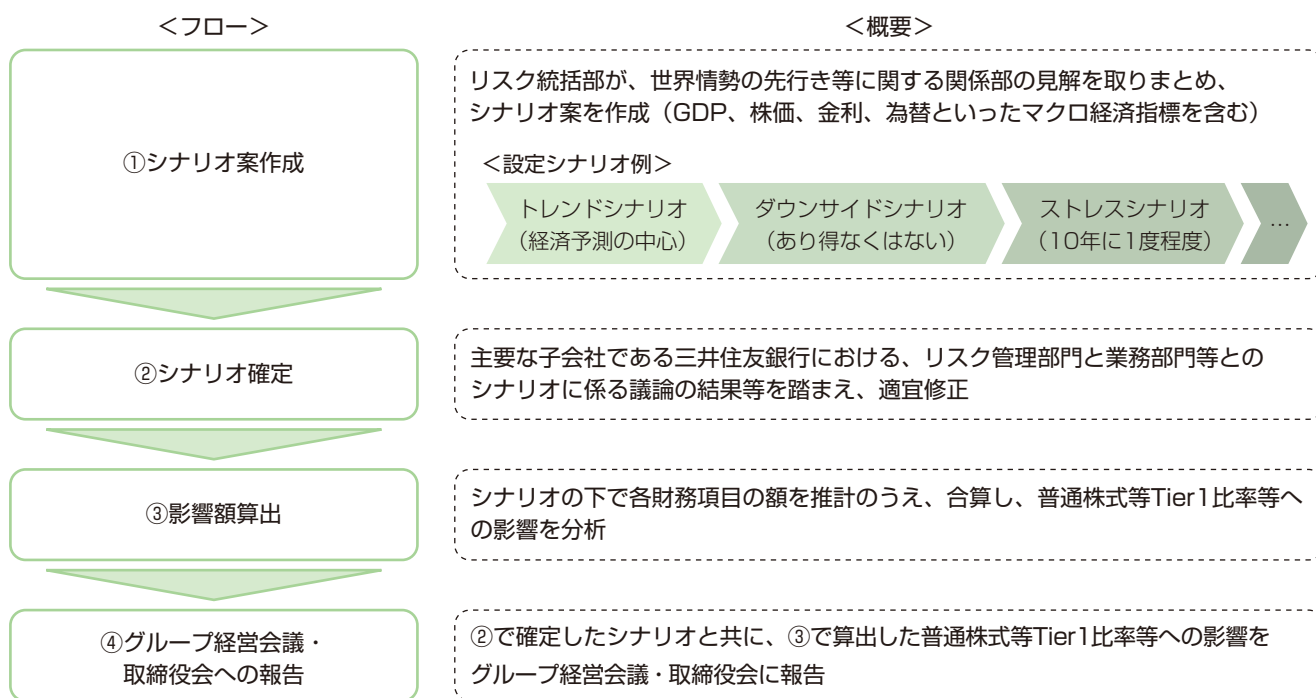 ＜フロー＞
＜概要＞
①シナリオ案作成
リスク統括部が、世界情勢の先行き等に関する関係部の見解を取りまとめ、
シナリオ案を作成（GDP、株価、金利、為替といったマクロ経済指標を含む）
＜設定シナリオ例＞
トレンドシナリオ
（経済予測の中心）
ダウンサイドシナリオ
（あり得なくはない）
ストレスシナリオ
（10年に1度程度）
…
②シナリオ確定
主要な子会社である三井住友銀行における、リスク管理部門と業務部門等との
シナリオに係る議論の結果等を踏まえ、適宜修正
③影響額算出
シナリオの下で各財務項目の額を推計のうえ、合算し、普通株式等Tier1比率等へ
の影響を分析
④グループ経営会議・
取締役会への報告
②で確定したシナリオと共に、③で算出した普通株式等Tier1比率等への影響を
グループ経営会議・取締役会に報告